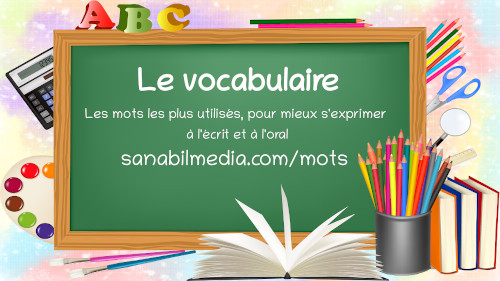 ABC
Le vocabulaire
Les mots les plus utilisés, pour mieux s'exprimer
à l'écrit et à l'oral
sanabilmedia.com/mots